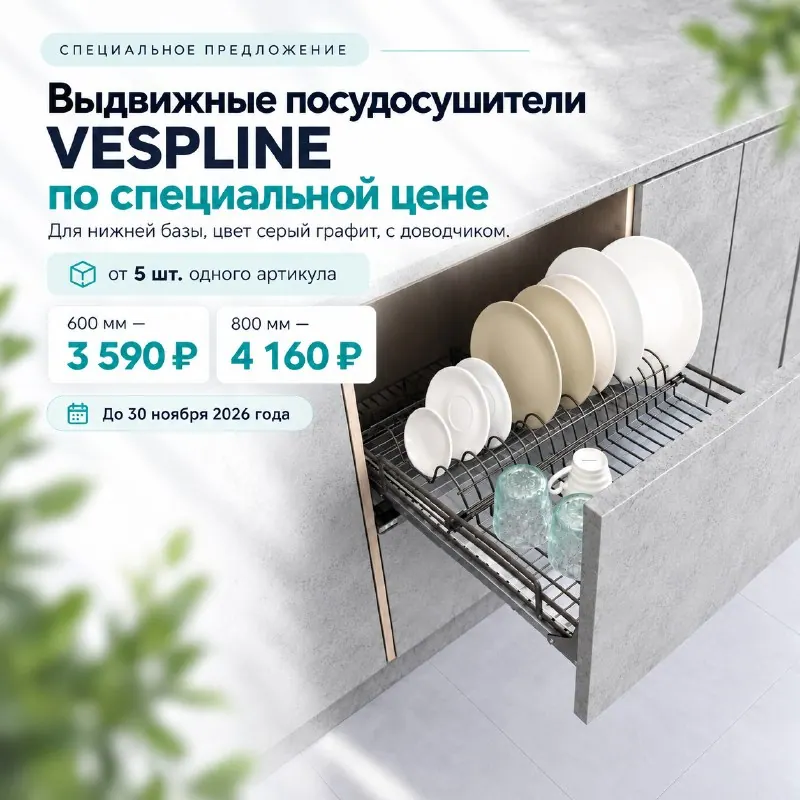 СПЕЦИАЛЬНОЕ ПРЕДЛОЖЕНИЕ
Выдвижные посудосушители
VESPLINE
по специальной цене
Для нижней базы, цвет серый графит, с доводчиком.
от 5 шт. одного артикула
600 мм —
3 590 ₽
800 мм —
4 160 ₽
До 30 ноября 2026 года